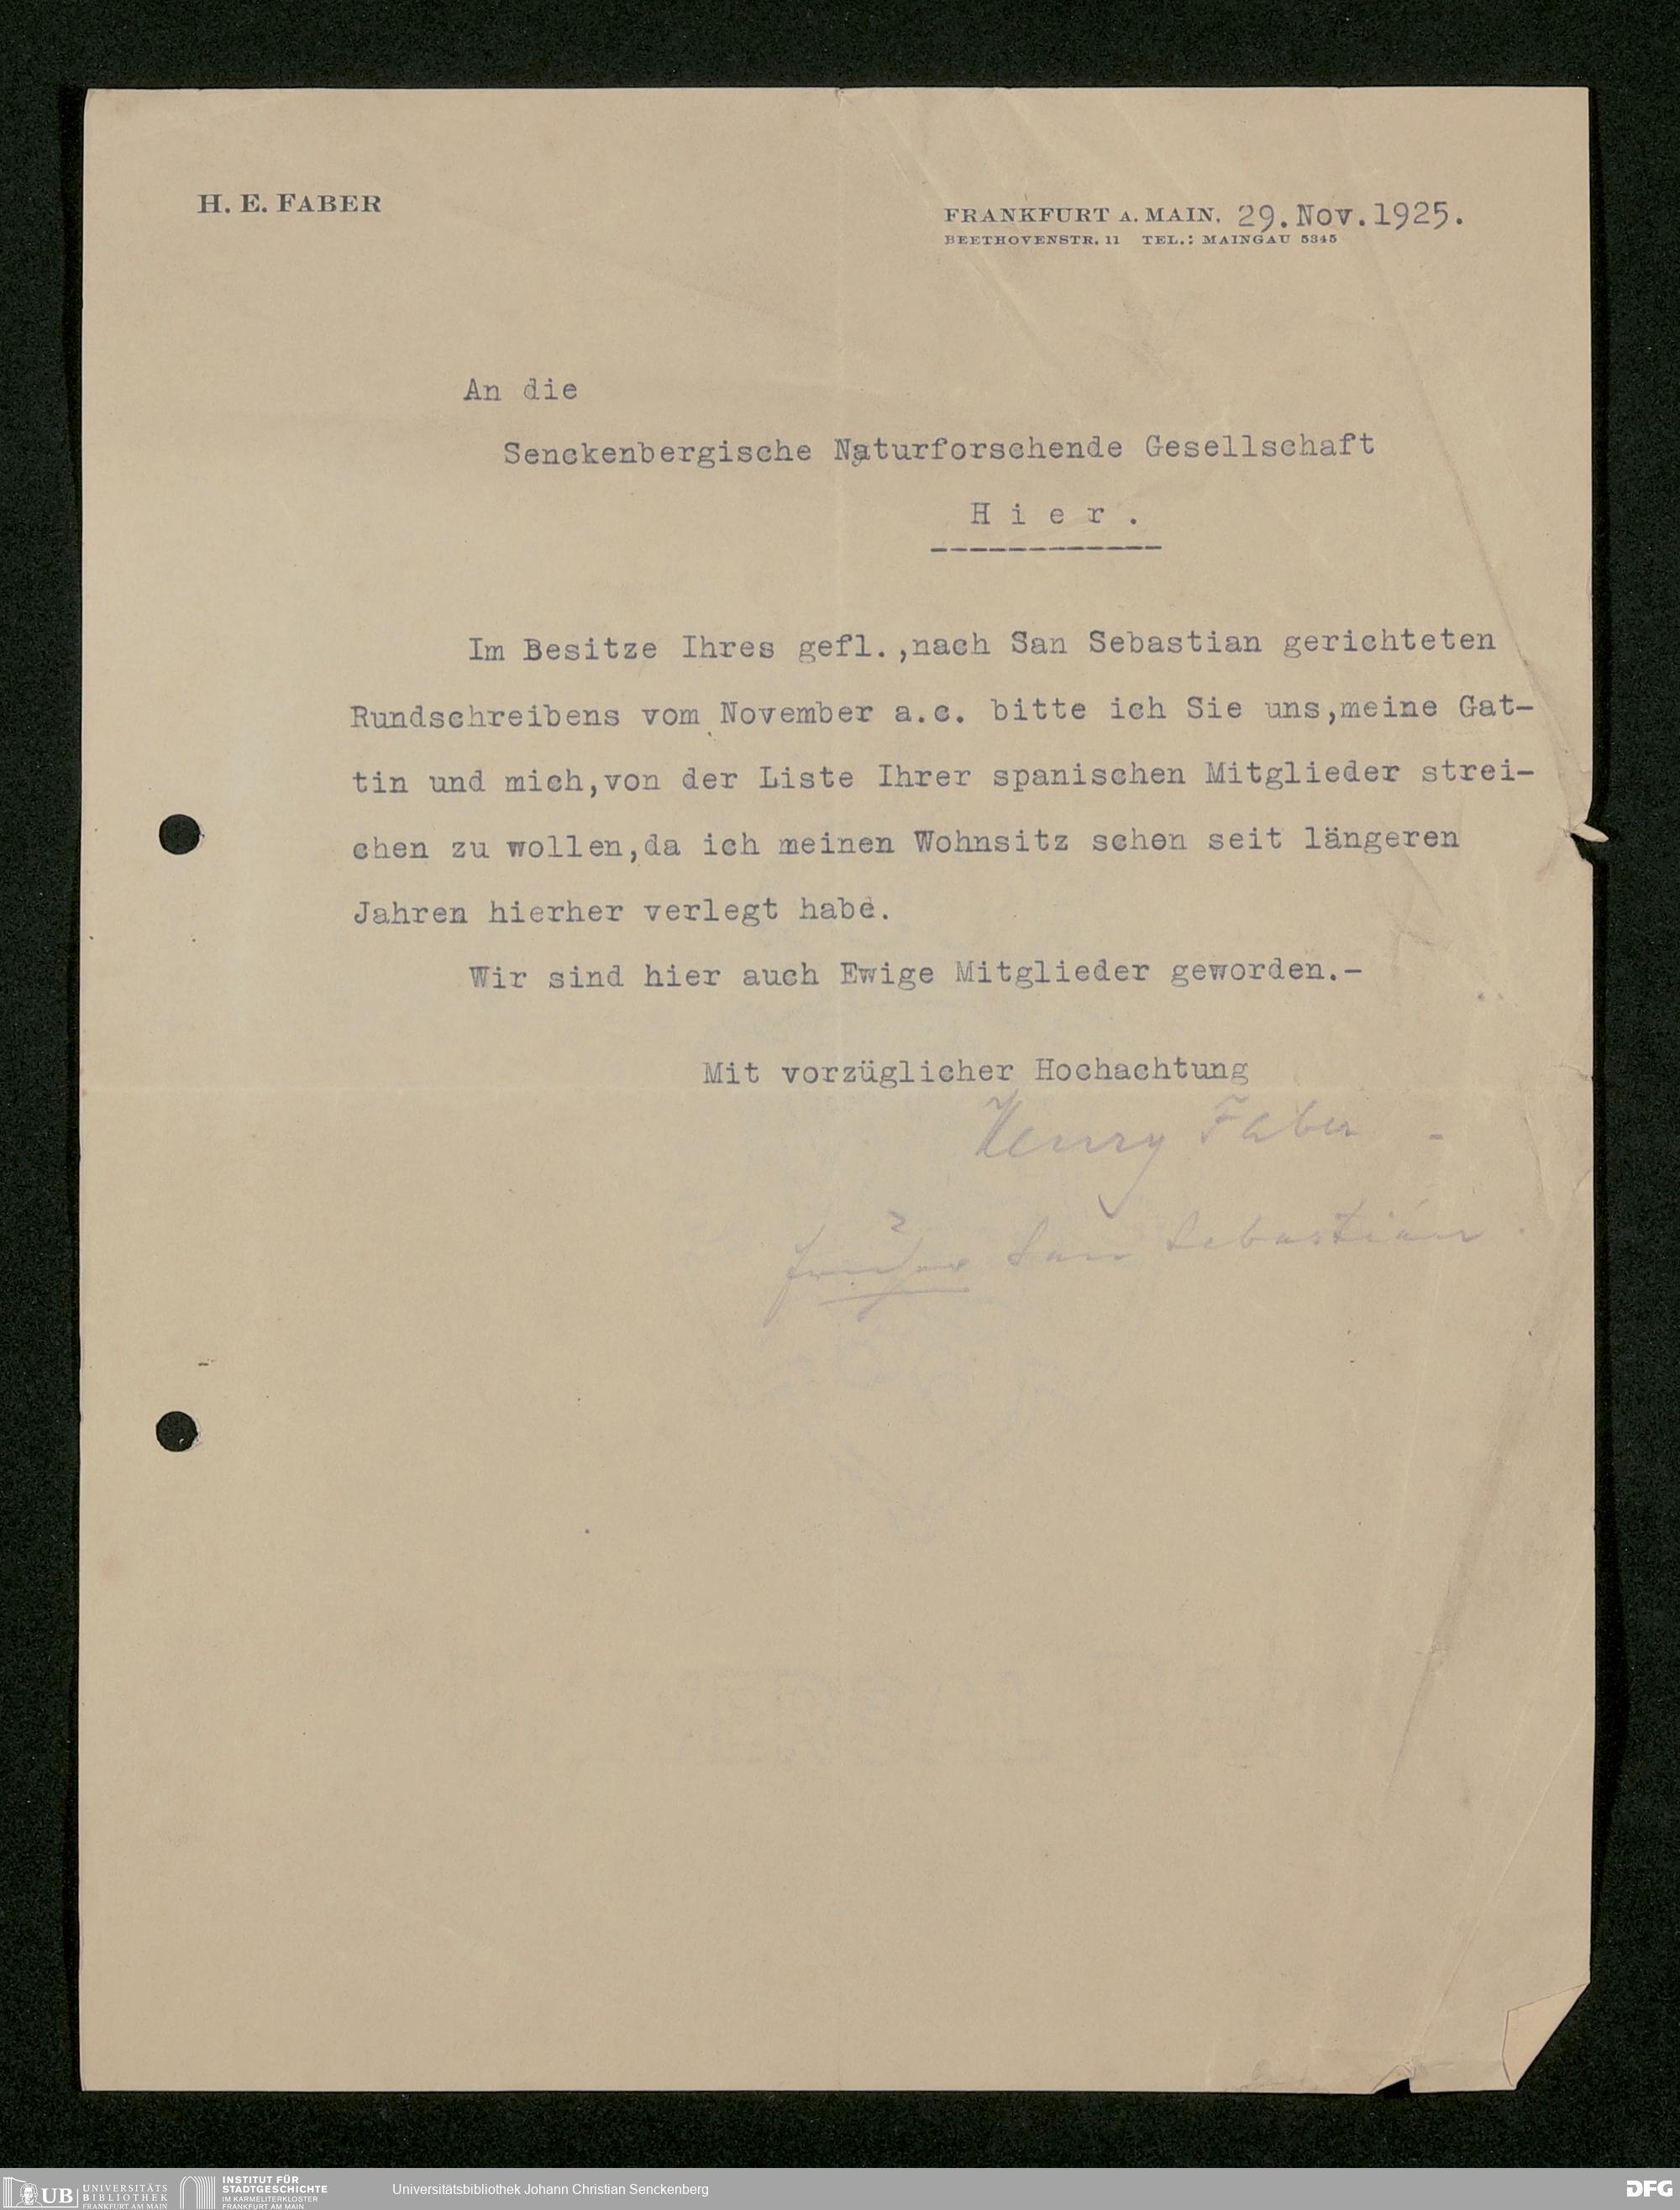 H. E. FABER
FRANKFURT A. MAIN, 29.Nov.1925.
BEETHOVENSTR. 11 TEL.: MAINGAU 5345
An die
Senckenbergische Naturforschende Gesellschaft
H i e r .
------------
Im Besitze Ihres gefl.,nach San Sebastian gerichteten
Rundschreibens vom November a.c. bitte ich Sie uns,meine Gat-
tin und mich,von der Liste Ihrer spanischen Mitglieder strei-
chen zu wollen,da ich meinen Wohnsitz schon seit längeren
Jahren hierher verlegt habe.
Wir sind hier auch Ewige Mitglieder geworden.-
Mit vorzüglicher Hochachtung
Henry Faber -
früher San Sebastián .
UB UNIVERSITÄTS
BIBLIOTHEK
FRANKFURT AM MAIN
INSTITUT FÜR
STADTGESCHICHTE
IM KARMELITERKLOSTER
FRANKFURT AM MAIN
Universitätsbibliothek Johann Christian Senckenberg
DFG